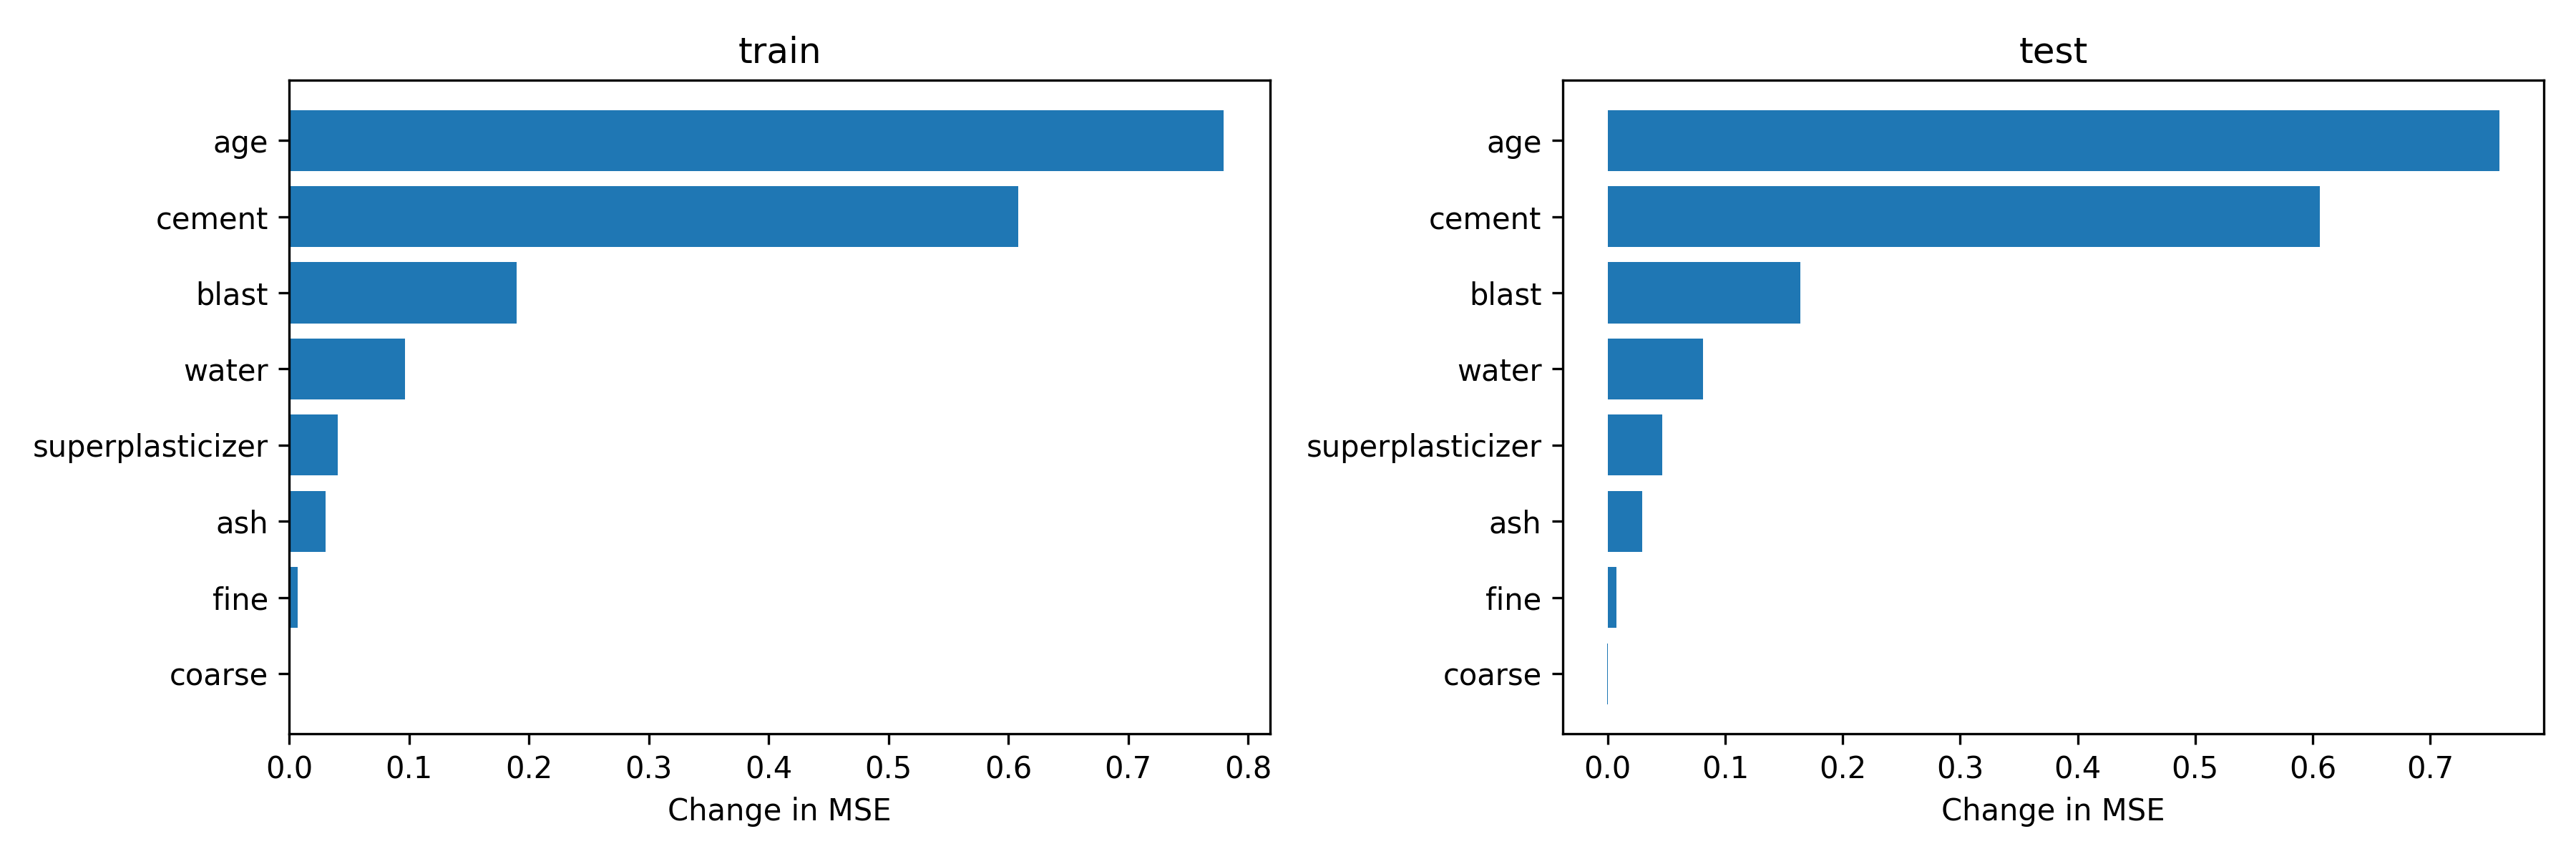 train
age
cement
blast
water
superplasticizer
ash
fine
coarse
0.0 0.1 0.2 0.3 0.4 0.5 0.6 0.7 0.8
Change in MSE
test
age
cement
blast
water
superplasticizer
ash
fine
coarse
0.0 0.1 0.2 0.3 0.4 0.5 0.6 0.7
Change in MSE